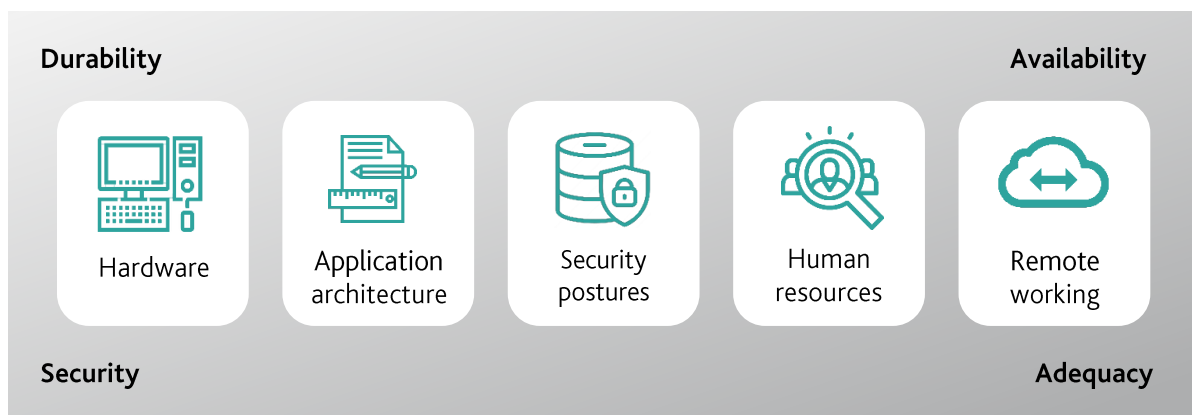 Durability
Availability
Hardware
Application
architecture
Security
postures
Human
resources
Remote
working
Security
Adequacy